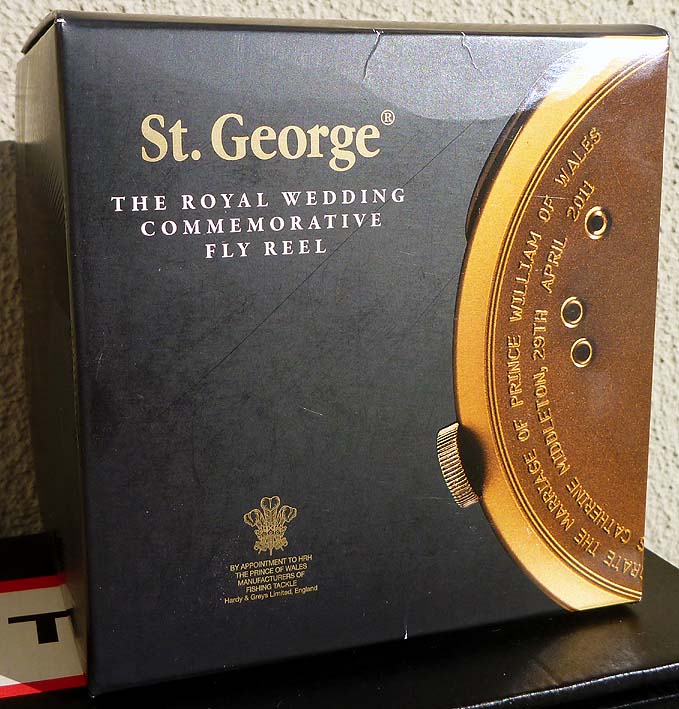 St. George®
THE ROYAL WEDDING
COMMEMORATIVE
FLY REEL
RATE THE MARRIAGE OF PRINCE WILLIAM OF WALES
S CATHERINE MIDDLETON, 29TH APRIL 2011
BY APPOINTMENT TO HRH
THE PRINCE OF WALES
MANUFACTURERS OF
FISHING TACKLE
Hardy & Greys Limited, England
T